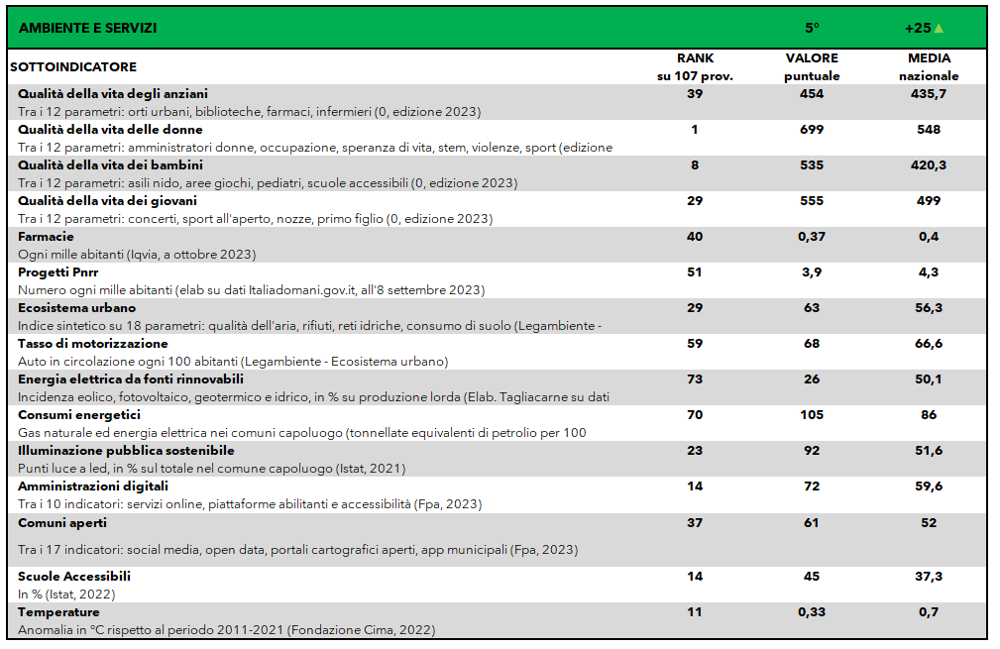 AMBIENTE E SERVIZI 5° +25▲
SOTTOINDICATORE RANK VALORE MEDIA
su 107 prov. puntuale nazionale
Qualità della vita degli anziani 39 454 435,7
Tra i 12 parametri: orti urbani, biblioteche, farmaci, infermieri (0, edizione 2023)
Qualità della vita delle donne 1 699 548
Tra i 12 parametri: amministratori donne, occupazione, speranza di vita, stem, violenze, sport (edizione
Qualità della vita dei bambini 8 535 420,3
Tra i 12 parametri: asili nido, aree giochi, pediatri, scuole accessibili (0, edizione 2023)
Qualità della vita dei giovani 29 555 499
Tra i 12 parametri: concerti, sport all'aperto, nozze, primo figlio (0, edizione 2023)
Farmacie 40 0,37 0,4
Ogni mille abitanti (Iqvia, a ottobre 2023)
Progetti Pnrr 51 3,9 4,3
Numero ogni mille abitanti (elab su dati Italiadomani.gov.it, all'8 settembre 2023)
Ecosistema urbano 29 63 56,3
Indice sintetico su 18 parametri: qualità dell'aria, rifiuti, reti idriche, consumo di suolo (Legambiente -
Tasso di motorizzazione 59 68 66,6
Auto in circolazione ogni 100 abitanti (Legambiente - Ecosistema urbano)
Energia elettrica da fonti rinnovabili 73 26 50,1
Incidenza eolico, fotovoltaico, geotermico e idrico, in % su produzione lorda (Elab. Tagliacarne su dati
Consumi energetici 70 105 86
Gas naturale ed energia elettrica nei comuni capoluogo (tonnellate equivalenti di petrolio per 100
Illuminazione pubblica sostenibile 23 92 51,6
Punti luce a led, in % sul totale nel comune capoluogo (Istat, 2021)
Amministrazioni digitali 14 72 59,6
Tra i 10 indicatori: servizi online, piattaforme abilitanti e accessibilità (Fpa, 2023)
Comuni aperti 37 61 52
Tra i 17 indicatori: social media, open data, portali cartografici aperti, app municipali (Fpa, 2023)
Scuole Accessibili 14 45 37,3
In % (Istat, 2022)
Temperature 11 0,33 0,7
Anomalia in °C rispetto al periodo 2011-2021 (Fondazione Cima, 2022)